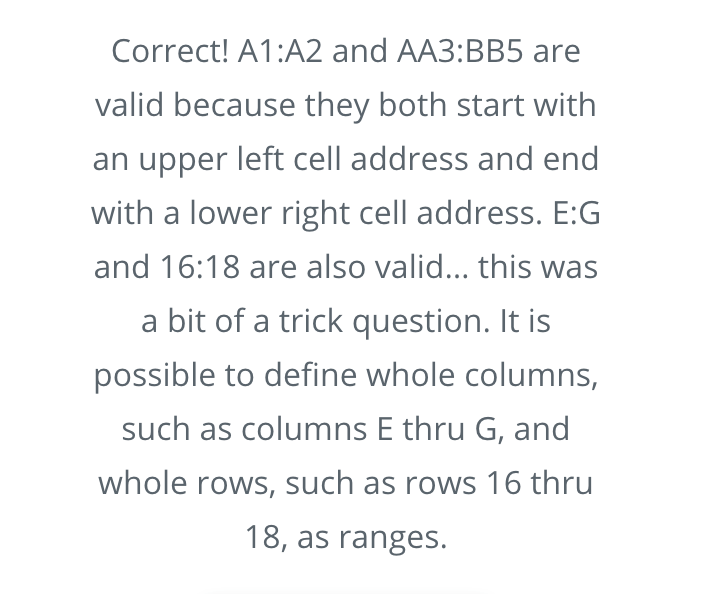 Correct! A1:A2 and AA3:BB5 are
valid because they both start with
an upper left cell address and end
with a lower right cell address. E:G
and 16:18 are also valid... this was
a bit of a trick question. It is
possible to define whole columns,
such as columns E thru G, and
whole rows, such as rows 16 thru
18, as ranges.